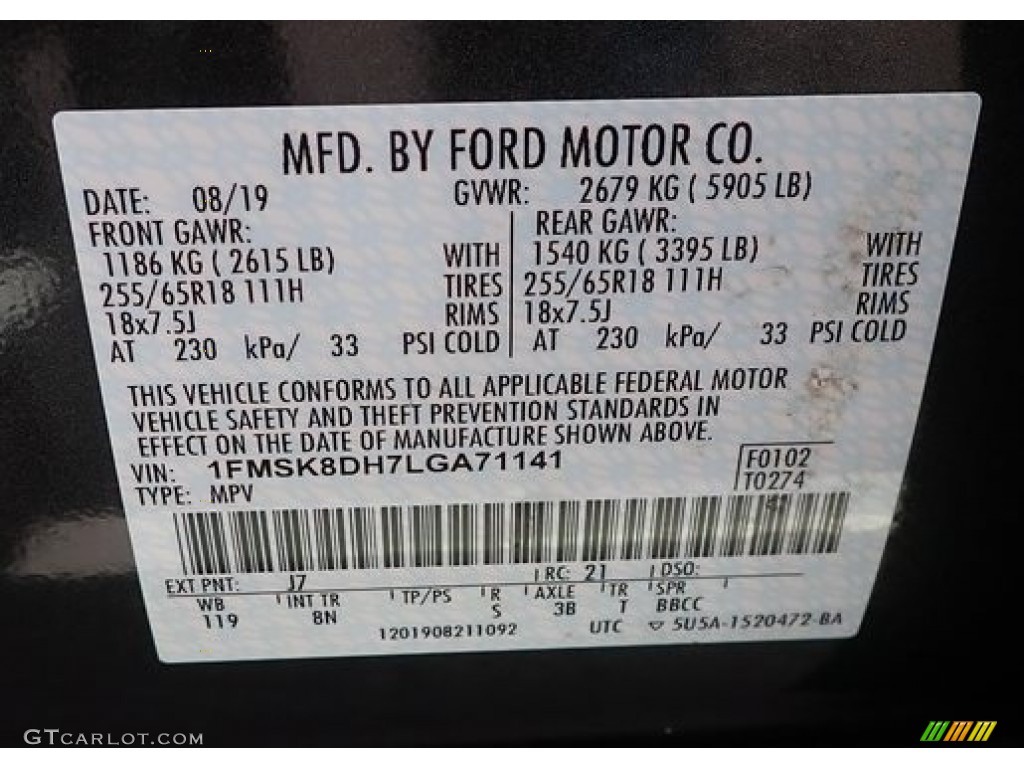 MFD. BY FORD MOTOR CO.
DATE: 08/19 GVWR: 2679 KG ( 5905 LB)
FRONT GAWR: REAR GAWR:
1186 KG ( 2615 LB) WITH 1540 KG ( 3395 LB) WITH
255/65R18 111H TIRES 255/65R18 111H TIRES
18x7.5J RIMS 18x7.5J RIMS
AT 230 kPa/ 33 PSI COLD AT 230 kPa/ 33 PSI COLD
THIS VEHICLE CONFORMS TO ALL APPLICABLE FEDERAL MOTOR
VEHICLE SAFETY AND THEFT PREVENTION STANDARDS IN
EFFECT ON THE DATE OF MANUFACTURE SHOWN ABOVE.
VIN: 1FMSK8DH7LGA71141 F0102
TYPE: MPV T0274
42
EXT PNT: J7 RC: 21 DSO:
WB INT TR TP/PS R AXLE TR SPR
119 8N S 3B T BBCC
1201908211092 UTC 5U5A-1520472-BA
GTCARLOT.COM